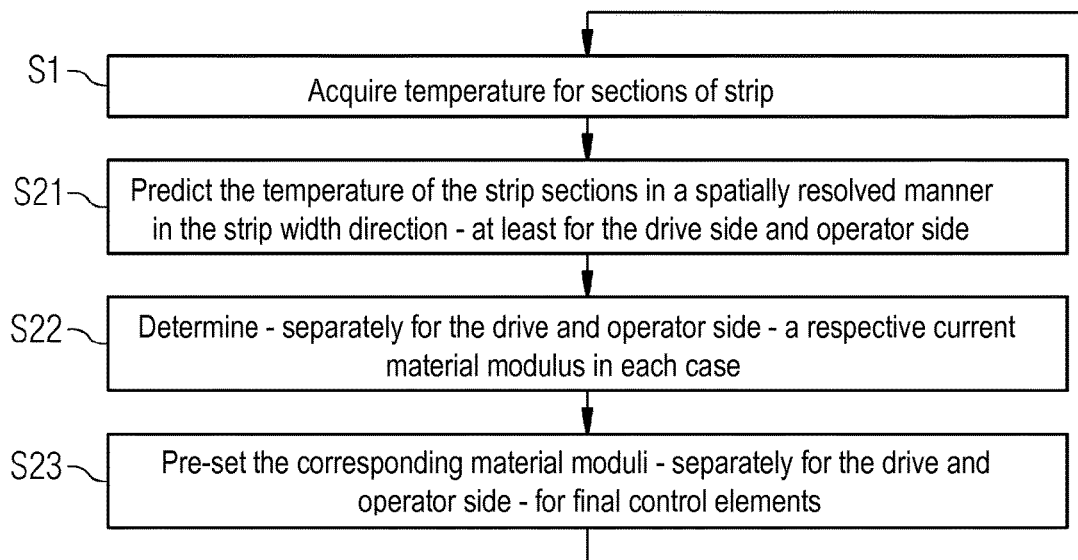 S1
Acquire temperature for sections of strip
S21
Predict the temperature of the strip sections in a spatially resolved manner
in the strip width direction - at least for the drive side and operator side
S22
Determine - separately for the drive and operator side - a respective current
material modulus in each case
S23
Pre-set the corresponding material moduli - separately for the drive and
operator side - for final control elements